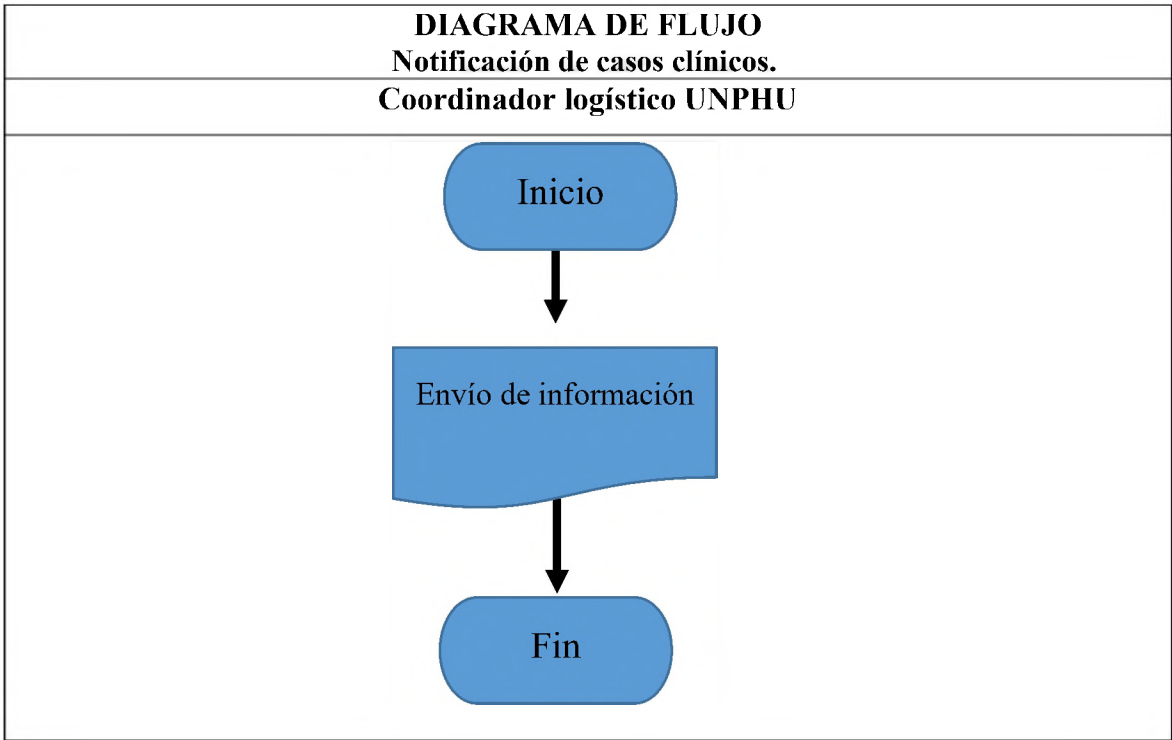 DIAGRAMA DE FLUJO
Notificación de casos clínicos.
Coordinador logístico UNPHU
Inicio
Envío de información
Fin